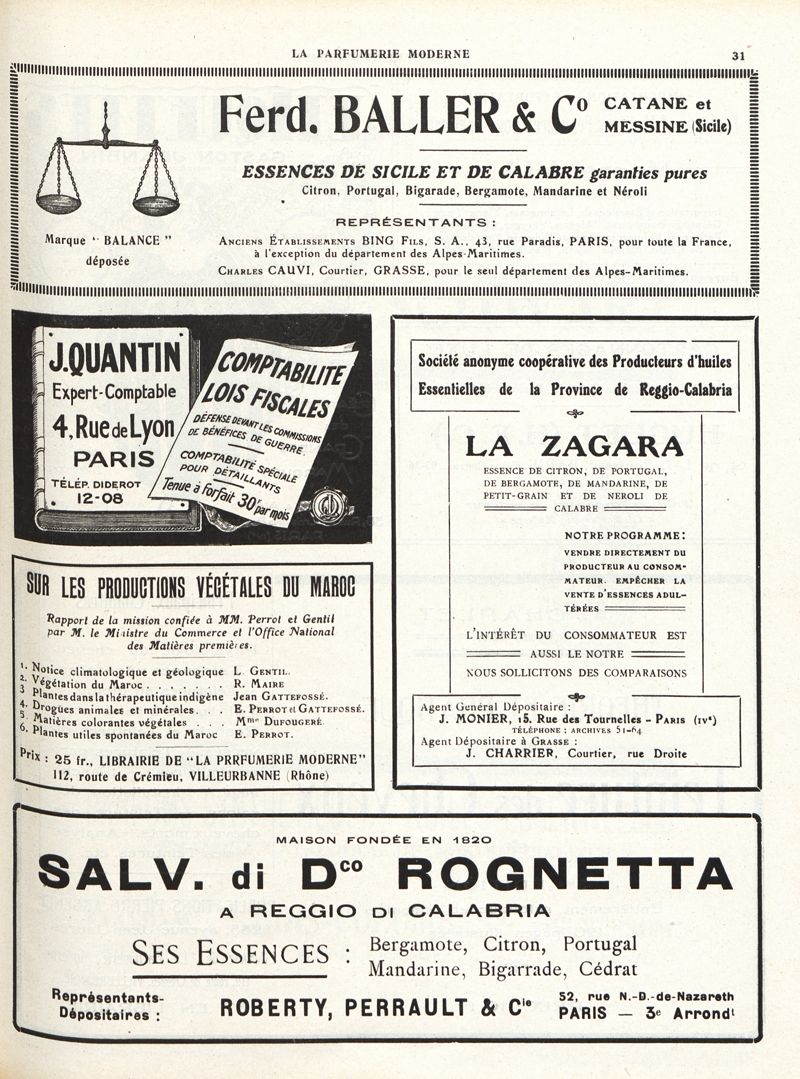 LA PARFUMERIE MODERNE
31
Ferd. BALLER & Cº CATANE et
MESSINE (Sicile)
ESSENCES DE SICILE ET DE CALABRE garanties pures
Citron, Portugal, Bigarade, Bergamote, Mandarine et Néroli
Marque “ BALANCE ”
déposée
REPRÉSENTANTS :
ANCIENS ÉTABLISSEMENTS BING FILS, S. A., 43, rue Paradis, PARIS, pour toute la France,
à l'exception du département des Alpes-Maritimes.
CHARLES CAUVI, Courtier, GRASSE, pour le seul département des Alpes-Maritimes.
J. QUANTIN
Expert-Comptable
4, Rue de Lyon
PARIS
TÉLÉP. DIDEROT
12-08
COMPTABILITE
LOIS FISCALES
DÉFENSE DEVANT LES COMMISSIONS
DE BÉNÉFICES DE GUERRE.
COMPTABILITÉ SPÉCIALE
POUR DÉTAILLANTS
Tenue à forfait 30fr par mois
SUR LES PRODUCTIONS VÉGÉTALES DU MAROC
Rapport de la mission confiée à MM. Perrot et Gentil
par M. le Ministre du Commerce et l'Office National
des Matières premières.
1. Notice climatologique et géologique L. GENTIL.
2. Végétation du Maroc . . . . . . . R. MAIRE
3 Plantes dans la thérapeutique indigène Jean GATTEFOSSÉ.
4. Drogues animales et minérales. . . E. PERROT et GATTEFOSSÉ.
5. Matières colorantes végétales . . . Mme DUFOUGERÉ.
6. Plantes utiles spontanées du Maroc E. PERROT.
Prix : 25 fr., LIBRAIRIE DE “LA PRRFUMERIE MODERNE”
112, route de Crémieu, VILLEURBANNE (Rhône)
Société anonyme coopérative des Producteurs d'huiles
Essentielles de la Province de Reggio-Calabria
LA ZAGARA
ESSENCE DE CITRON, DE PORTUGAL,
DE BERGAMOTE, DE MANDARINE, DE
PETIT-GRAIN ET DE NEROLI DE
CALABRE
NOTRE PROGRAMME :
VENDRE DIRECTEMENT DU
PRODUCTEUR AU CONSOM-
MATEUR. EMPÊCHER LA
VENTE D'ESSENCES ADUL-
TÉRÉES
L'INTÉRÊT DU CONSOMMATEUR EST
AUSSI LE NOTRE
NOUS SOLLICITONS DES COMPARAISONS
Agent Général Dépositaire :
J. MONIER, 15. Rue des Tournelles - PARIS (IVe)
TÉLÉPHONE : ARCHIVES 51-64
Agent Dépositaire à GRASSE :
J. CHARRIER, Courtier, rue Droite
MAISON FONDÉE EN 1820
SALV. di Dco ROGNETTA
A REGGIO DI CALABRIA
SES ESSENCES : Bergamote, Citron, Portugal
Mandarine, Bigarrade, Cédrat
Représentants-
Dépositaires :
ROBERTY, PERRAULT & Cie
52, rue N.-D.-de-Nazareth
PARIS — 3e Arrondt